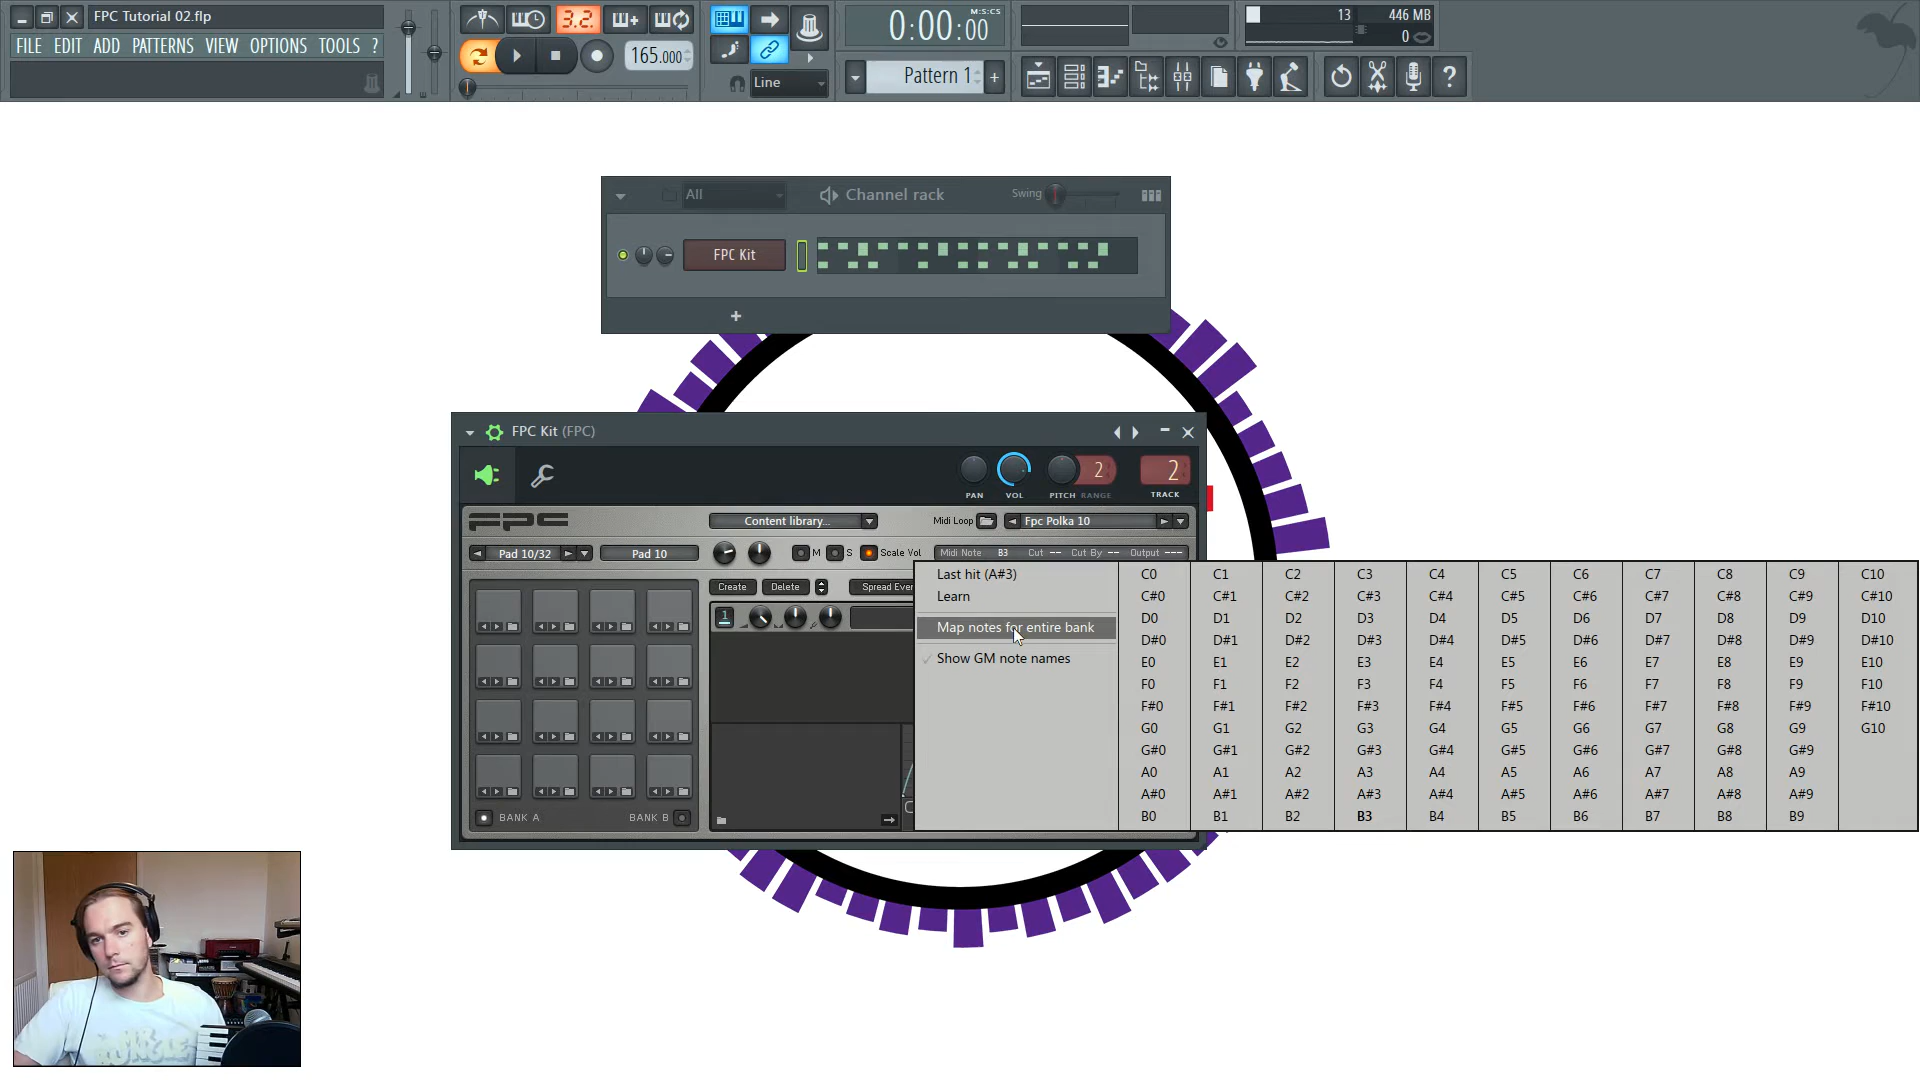 FPC Tutorial 02.flp
FILE EDIT ADD PATTERNS VIEW OPTIONS TOOLS ?
3.2.
165.000
Line
0:00:00
M:S:CS
Pattern 1
+
13
446 MB
0
?
All
Channel rack
Swing
FPC Kit
+
FPC Kit (FPC)
PAN
VOL
PITCH
RANGE
2
2
TRACK
FPC
Content library...
Midi Loop
Fpc Polka 10
Pad 10/32
Pad 10
M
S
Scale Vol
Midi Note B3 Cut -- Cut By -- Output ---
Create
Delete
Spread Ever
1
BANK A
BANK B
Last hit (A#3)
Learn
Map notes for entire bank
Show GM note names
C0 C1 C2 C3 C4 C5 C6 C7 C8 C9 C10
C#0 C#1 C#2 C#3 C#4 C#5 C#6 C#7 C#8 C#9 C#10
D0 D1 D2 D3 D4 D5 D6 D7 D8 D9 D10
D#0 D#1 D#2 D#3 D#4 D#5 D#6 D#7 D#8 D#9 D#10
E0 E1 E2 E3 E4 E5 E6 E7 E8 E9 E10
F0 F1 F2 F3 F4 F5 F6 F7 F8 F9 F10
F#0 F#1 F#2 F#3 F#4 F#5 F#6 F#7 F#8 F#9 F#10
G0 G1 G2 G3 G4 G5 G6 G7 G8 G9 G10
G#0 G#1 G#2 G#3 G#4 G#5 G#6 G#7 G#8 G#9
A0 A1 A2 A3 A4 A5 A6 A7 A8 A9
A#0 A#1 A#2 A#3 A#4 A#5 A#6 A#7 A#8 A#9
B0 B1 B2 B3 B4 B5 B6 B7 B8 B9